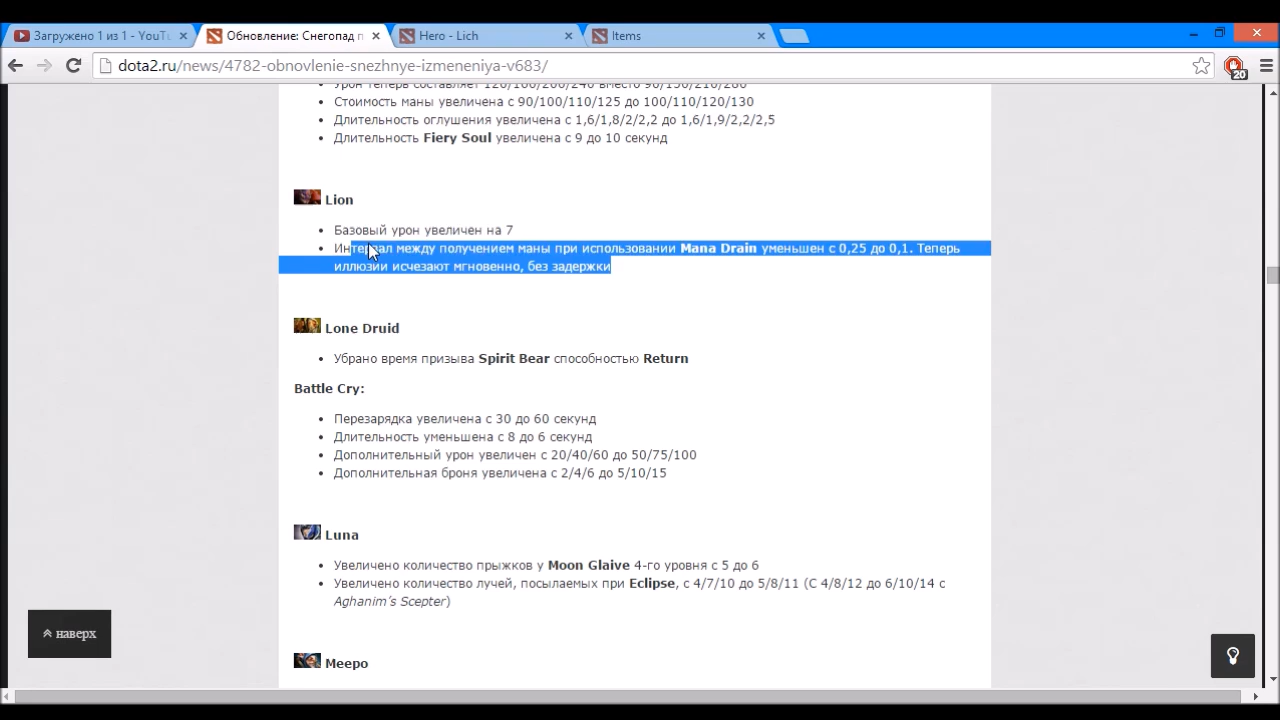 Загружено 1 из 1 - YouTu
Обновление: Снегопад п
Hero - Lich
Items
dota2.ru/news/4782-obnovlenie-snezhnye-izmeneniya-v683/
20
Урон теперь составляет
Стоимость маны увеличена с 90/100/110/125 до 100/110/120/130
Длительность оглушения увеличена с 1,6/1,8/2/2,2 до 1,6/1,9/2,2/2,5
Длительность Fiery Soul увеличена с 9 до 10 секунд
Lion
Базовый урон увеличен на 7
Интервал между получением маны при использовании Mana Drain уменьшен с 0,25 до 0,1. Теперь
иллюзии исчезают мгновенно, без задержки
Lone Druid
Убрано время призыва Spirit Bear способностью Return
Battle Cry:
Перезарядка увеличена с 30 до 60 секунд
Длительность уменьшена с 8 до 6 секунд
Дополнительный урон увеличен с 20/40/60 до 50/75/100
Дополнительная броня увеличена с 2/4/6 до 5/10/15
Luna
Увеличено количество прыжков у Moon Glaive 4-го уровня с 5 до 6
Увеличено количество лучей, посылаемых при Eclipse, с 4/7/10 до 5/8/11 (С 4/8/12 до 6/10/14 с
Aghanim’s Scepter)
наверх
Meepo